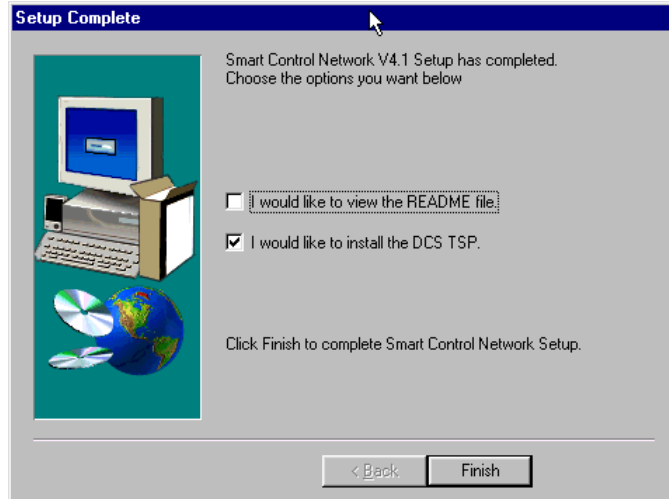 Setup Complete
Smart Control Network V4.1 Setup has completed.
Choose the options you want below
I would like to view the README file.
I would like to install the DCS TSP.
Click Finish to complete Smart Control Network Setup.
< Back
Finish